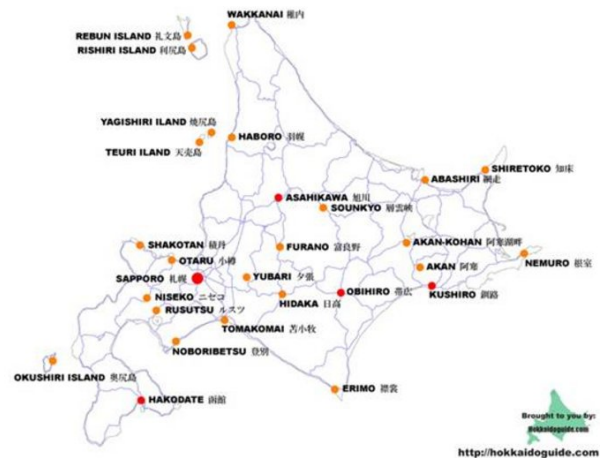 WAKKANAI 稚内
REBUN ISLAND 礼文島
RISHIRI ISLAND 利尻島
YAGISHIRI ILAND 焼尻島
HABORO 羽幌
TEURI ILAND 天売島
SHIRETOKO 知床
ABASHIRI 網走
ASAHIKAWA 旭川
SOUNKYO 層雲峡
SHAKOTAN 積丹
FURANO 富良野
AKAN-KOHAN 阿寒湖畔
OTARU 小樽
NEMURO 根室
AKAN 阿寒
SAPPORO 札幌
YUBARI 夕張
OBIHIRO 帯広
KUSHIRO 釧路
NISEKO ニセコ
HIDAKA 日高
RUSUTSU ルスツ
TOMAKOMAI 苫小牧
NOBORIBETSU 登別
OKUSHIRI ISLAND 奥尻島
ERIMO 襟裳
HAKODATE 函館
Brought to you by:
Hokkaidoguide.com
http://hokkaidoguide.com